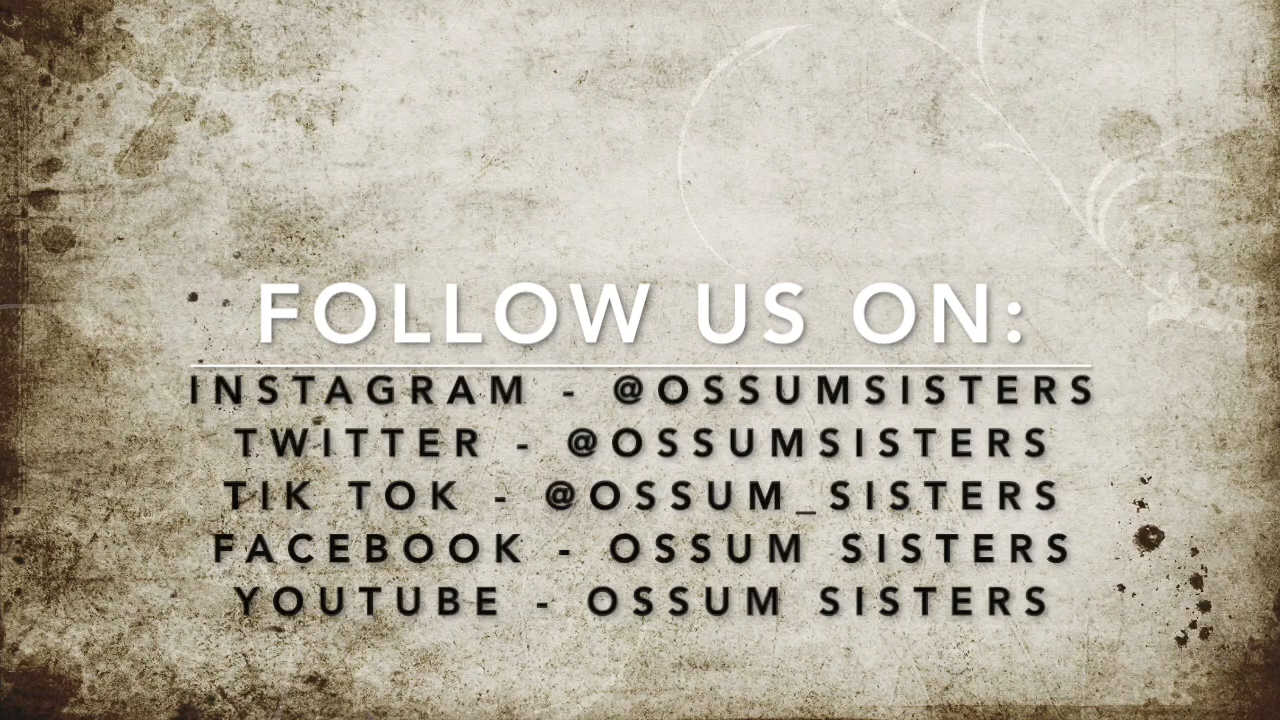 FOLLOW US ON:
INSTAGRAM - @OSSUMSISTERS
TWITTER - @OSSUMSISTERS
TIK TOK - @OSSUM_SISTERS
FACEBOOK - OSSUM SISTERS
YOUTUBE - OSSUM SISTERS